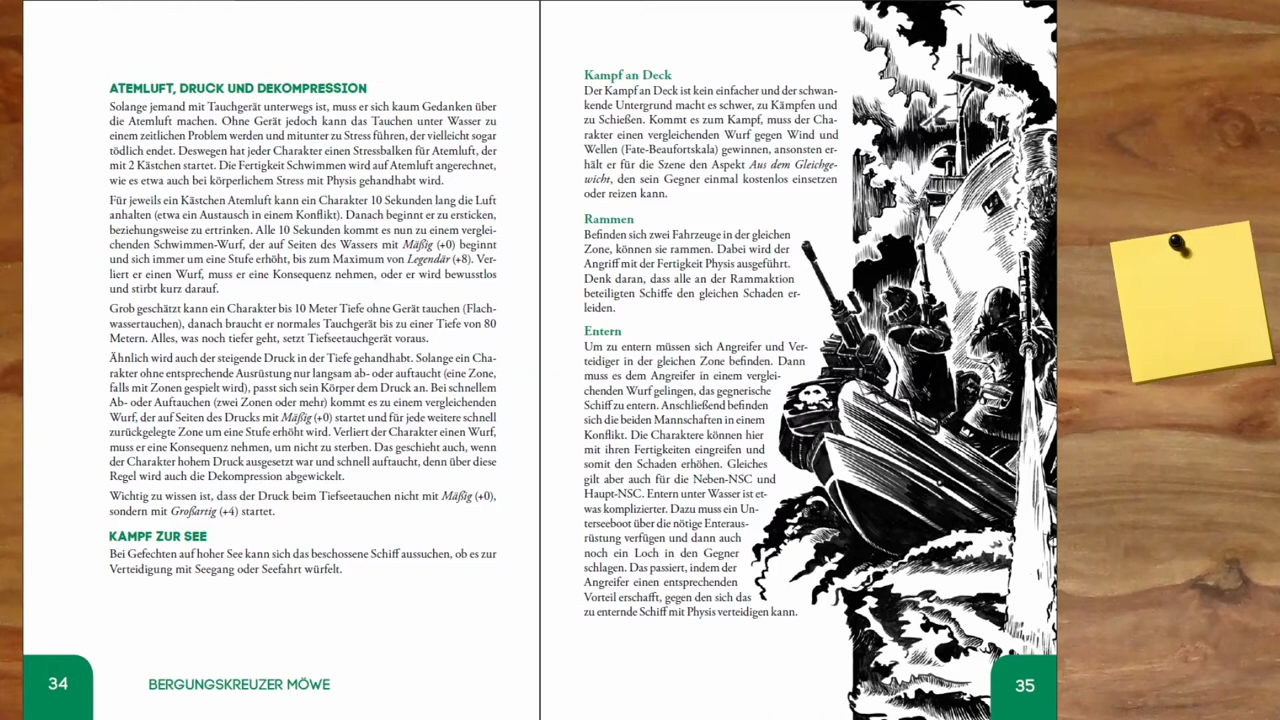 ATEMLUFT, DRUCK UND DEKOMPRESSION
Solange jemand mit Tauchgerät unterwegs ist, muss er sich kaum Gedanken über
die Atemluft machen. Ohne Gerät jedoch kann das Tauchen unter Wasser zu
einem zeitlichen Problem werden und mitunter zu Stress führen, der vielleicht sogar
tödlich endet. Deswegen hat jeder Charakter einen Stressbalken für Atemluft, der
mit 2 Kästchen startet. Die Fertigkeit Schwimmen wird auf Atemluft angerechnet,
wie es etwa auch bei körperlichem Stress mit Physis gehandhabt wird.
Für jeweils ein Kästchen Atemluft kann ein Charakter 10 Sekunden lang die Luft
anhalten (etwa ein Austausch in einem Konflikt). Danach beginnt er zu ersticken,
beziehungsweise zu ertrinken. Alle 10 Sekunden kommt es nun zu einem verglei-
chenden Schwimmen-Wurf, der auf Seiten des Wassers mit Mäßig (+0) beginnt
und sich immer um eine Stufe erhöht, bis zum Maximum von Legendär (+8). Ver-
liert er einen Wurf, muss er eine Konsequenz nehmen, oder er wird bewusstlos
und stirbt kurz darauf.
Grob geschätzt kann ein Charakter bis 10 Meter Tiefe ohne Gerät tauchen (Flach-
wassertauchen), danach braucht er normales Tauchgerät bis zu einer Tiefe von 80
Metern. Alles, was noch tiefer geht, setzt Tiefseetauchgerät voraus.
Ähnlich wird auch der steigende Druck in der Tiefe gehandhabt. Solange ein Cha-
rakter ohne entsprechende Ausrüstung nur langsam ab- oder auftaucht (eine Zone,
falls mit Zonen gespielt wird), passt sich sein Körper dem Druck an. Bei schnellem
Ab- oder Auftauchen (zwei Zonen oder mehr) kommt es zu einem vergleichenden
Wurf, der auf Seiten des Drucks mit Mäßig (+0) startet und für jede weitere schnell
zurückgelegte Zone um eine Stufe erhöht wird. Verliert der Charakter einen Wurf,
muss er eine Konsequenz nehmen, um nicht zu sterben. Das geschieht auch, wenn
der Charakter hohem Druck ausgesetzt war und schnell auftaucht, denn über diese
Regel wird auch die Dekompression abgewickelt.
Wichtig zu wissen ist, dass der Druck beim Tiefseetauchen nicht mit Mäßig (+0),
sondern mit Großartig (+4) startet.
KAMPF ZUR SEE
Bei Gefechten auf hoher See kann sich das beschossene Schiff aussuchen, ob es zur
Verteidigung mit Seegang oder Seefahrt würfelt.
34
BERGUNGSKREUZER MÖWE
Kampf an Deck
Der Kampf an Deck ist kein einfacher und der schwan-
kende Untergrund macht es schwer, zu Kämpfen und
zu Schießen. Kommt es zum Kampf, muss der Cha-
rakter einen vergleichenden Wurf gegen Wind und
Wellen (Fate-Beaufortskala) gewinnen, ansonsten er-
hält er für die Szene den Aspekt Aus dem Gleichge-
wicht, den sein Gegner einmal kostenlos einsetzen
oder reizen kann.
Rammen
Befinden sich zwei Fahrzeuge in der gleichen
Zone, können sie rammen. Dabei wird der
Angriff mit der Fertigkeit Physis ausgeführt.
Denk daran, dass alle an der Rammaktion
beteiligten Schiffe den gleichen Schaden er-
leiden.
Entern
Um zu entern müssen sich Angreifer und Ver-
teidiger in der gleichen Zone befinden. Dann
muss es dem Angreifer in einem verglei-
chenden Wurf gelingen, das gegnerische
Schiff zu entern. Anschließend befinden
sich die beiden Mannschaften in einem
Konflikt. Die Charaktere können hier
mit ihren Fertigkeiten eingreifen und
somit den Schaden erhöhen. Gleiches
gilt aber auch für die Neben-NSC und
Haupt-NSC. Entern unter Wasser ist et-
was komplizierter. Dazu muss ein Un-
terseeboot über die nötige Enteraus-
rüstung verfügen und dann auch
noch ein Loch in den Gegner
schlagen. Das passiert, indem der
Angreifer einen entsprechenden
Vorteil erschafft, gegen den sich das
zu enternde Schiff mit Physis verteidigen kann.
35